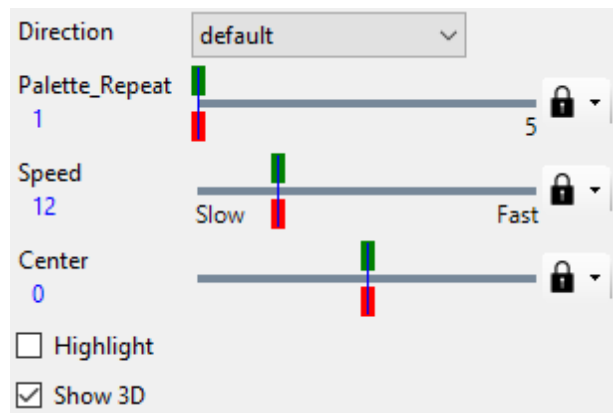 Direction default
Palette_Repeat
1
5
Speed
12
Slow Fast
Center
0
Highlight
Show 3D